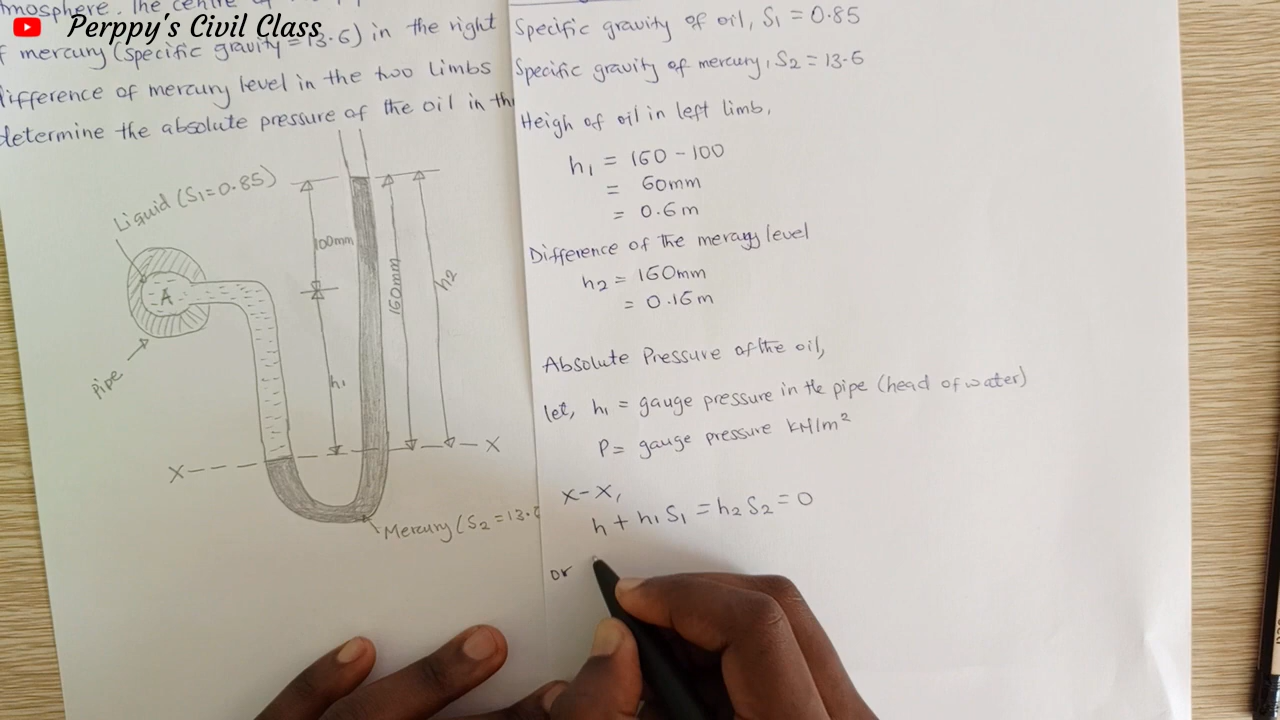 tmosphere. The centre of
Perppy's Civil Class
f mercury (specific gravity = 13.6) in the right
difference of mercury level in the two limbs
determine the absolute pressure of the oil in th
Liquid (S1=0.85)
A
Pipe
100mm
h1
160mm
h2
X
X
Mercury (S2 = 13.6
Specific gravity of oil, S1 = 0.85
Specific gravity of mercury, S2 = 13.6
Heigh of oil in left limb,
h1 = 160 - 100
= 60mm
= 0.6m
Difference of the mercury level
h2 = 160mm
= 0.16m
Absolute Pressure of the oil,
let, h1 = gauge pressure in the pipe (head of water)
P = gauge pressure kN/m²
X-X,
h + h1 S1 = h2 S2 = 0
or